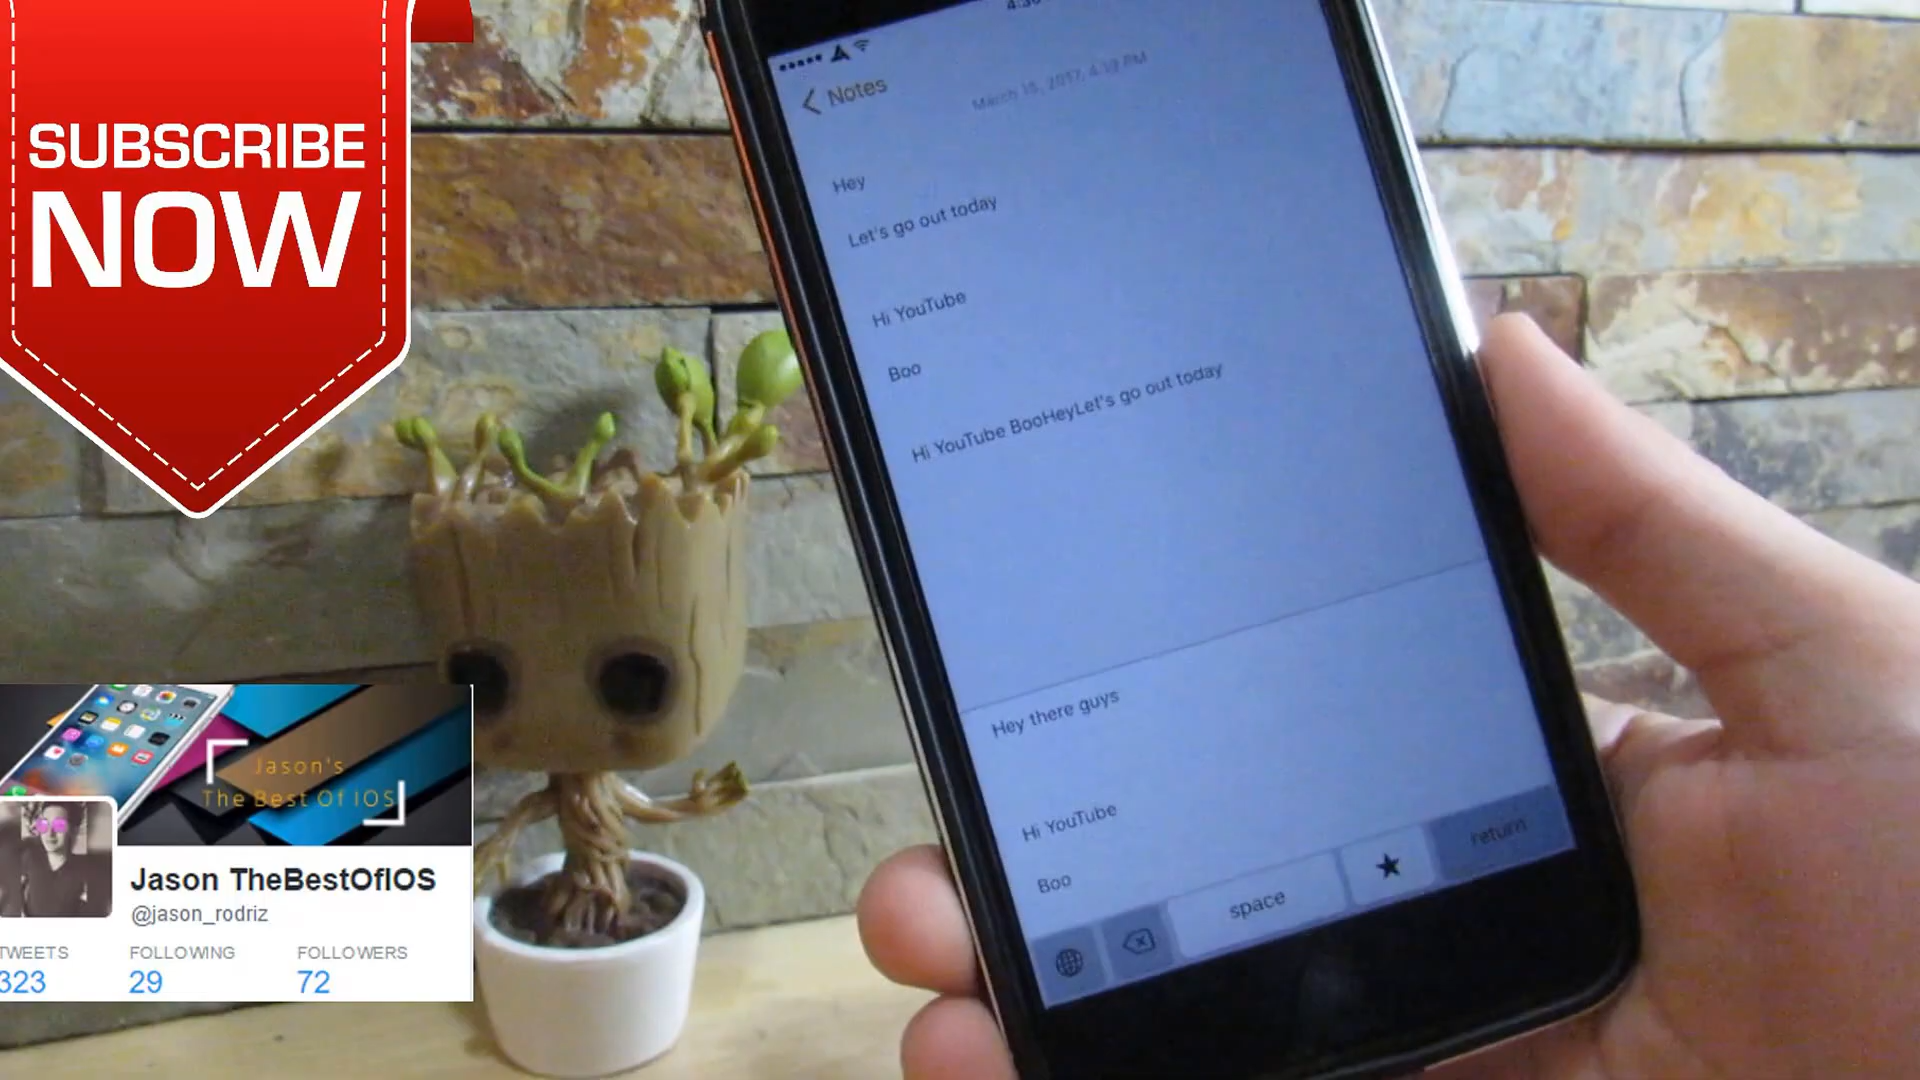 SUBSCRIBE
NOW
Notes
March 15, 2017, 4:19 PM
Hey
Let's go out today
Hi YouTube
Boo
Hi YouTube BooHeyLet's go out today
Hey there guys
Hi YouTube
Boo
space
return
Jason's
The Best Of IOS
Jason TheBestOfIOS
@jason_rodriz
TWEETS
FOLLOWING
FOLLOWERS
323
29
72